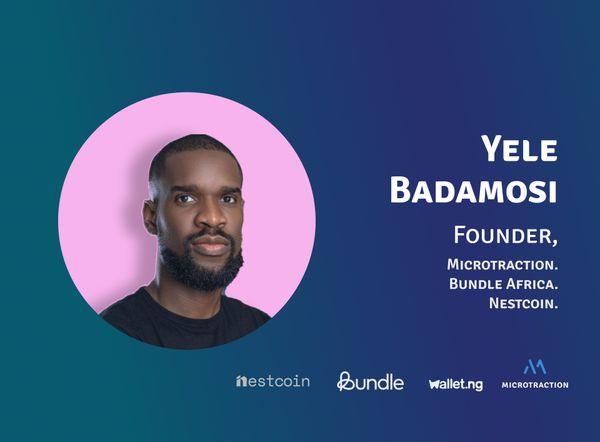 Yele
Badamosi
Founder,
Microtraction.
Bundle Africa.
Nestcoin.
nestcoin
Bundle
wallet.ng
MICROTRACTION